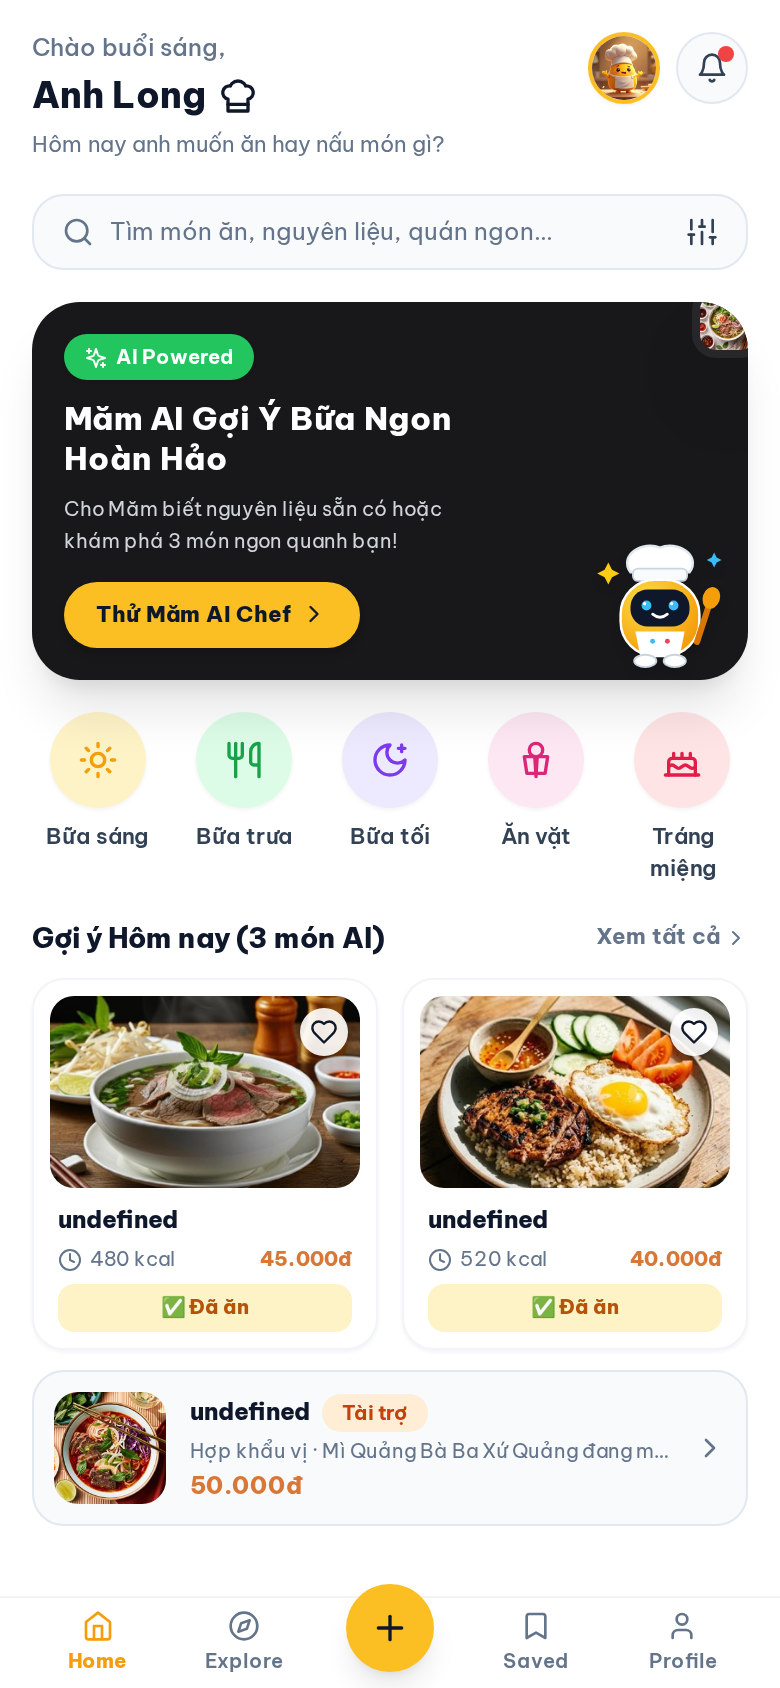 Chào buổi sáng,
Anh Long
Hôm nay anh muốn ăn hay nấu món gì?
Tìm món ăn, nguyên liệu, quán ngon...
AI Powered
Măm AI Gợi Ý Bữa Ngon
Hoàn Hảo
Cho Măm biết nguyên liệu sẵn có hoặc
khám phá 3 món ngon quanh bạn!
Thử Măm AI Chef
Bữa sáng
Bữa trưa
Bữa tối
Ăn vặt
Tráng
miệng
Gợi ý Hôm nay (3 món AI)
Xem tất cả
undefined
480 kcal
45.000đ
✅ Đã ăn
undefined
520 kcal
40.000đ
✅ Đã ăn
undefined
Tài trợ
Hợp khẩu vị · Mì Quảng Bà Ba Xứ Quảng đang m...
50.000đ
Home
Explore
Saved
Profile